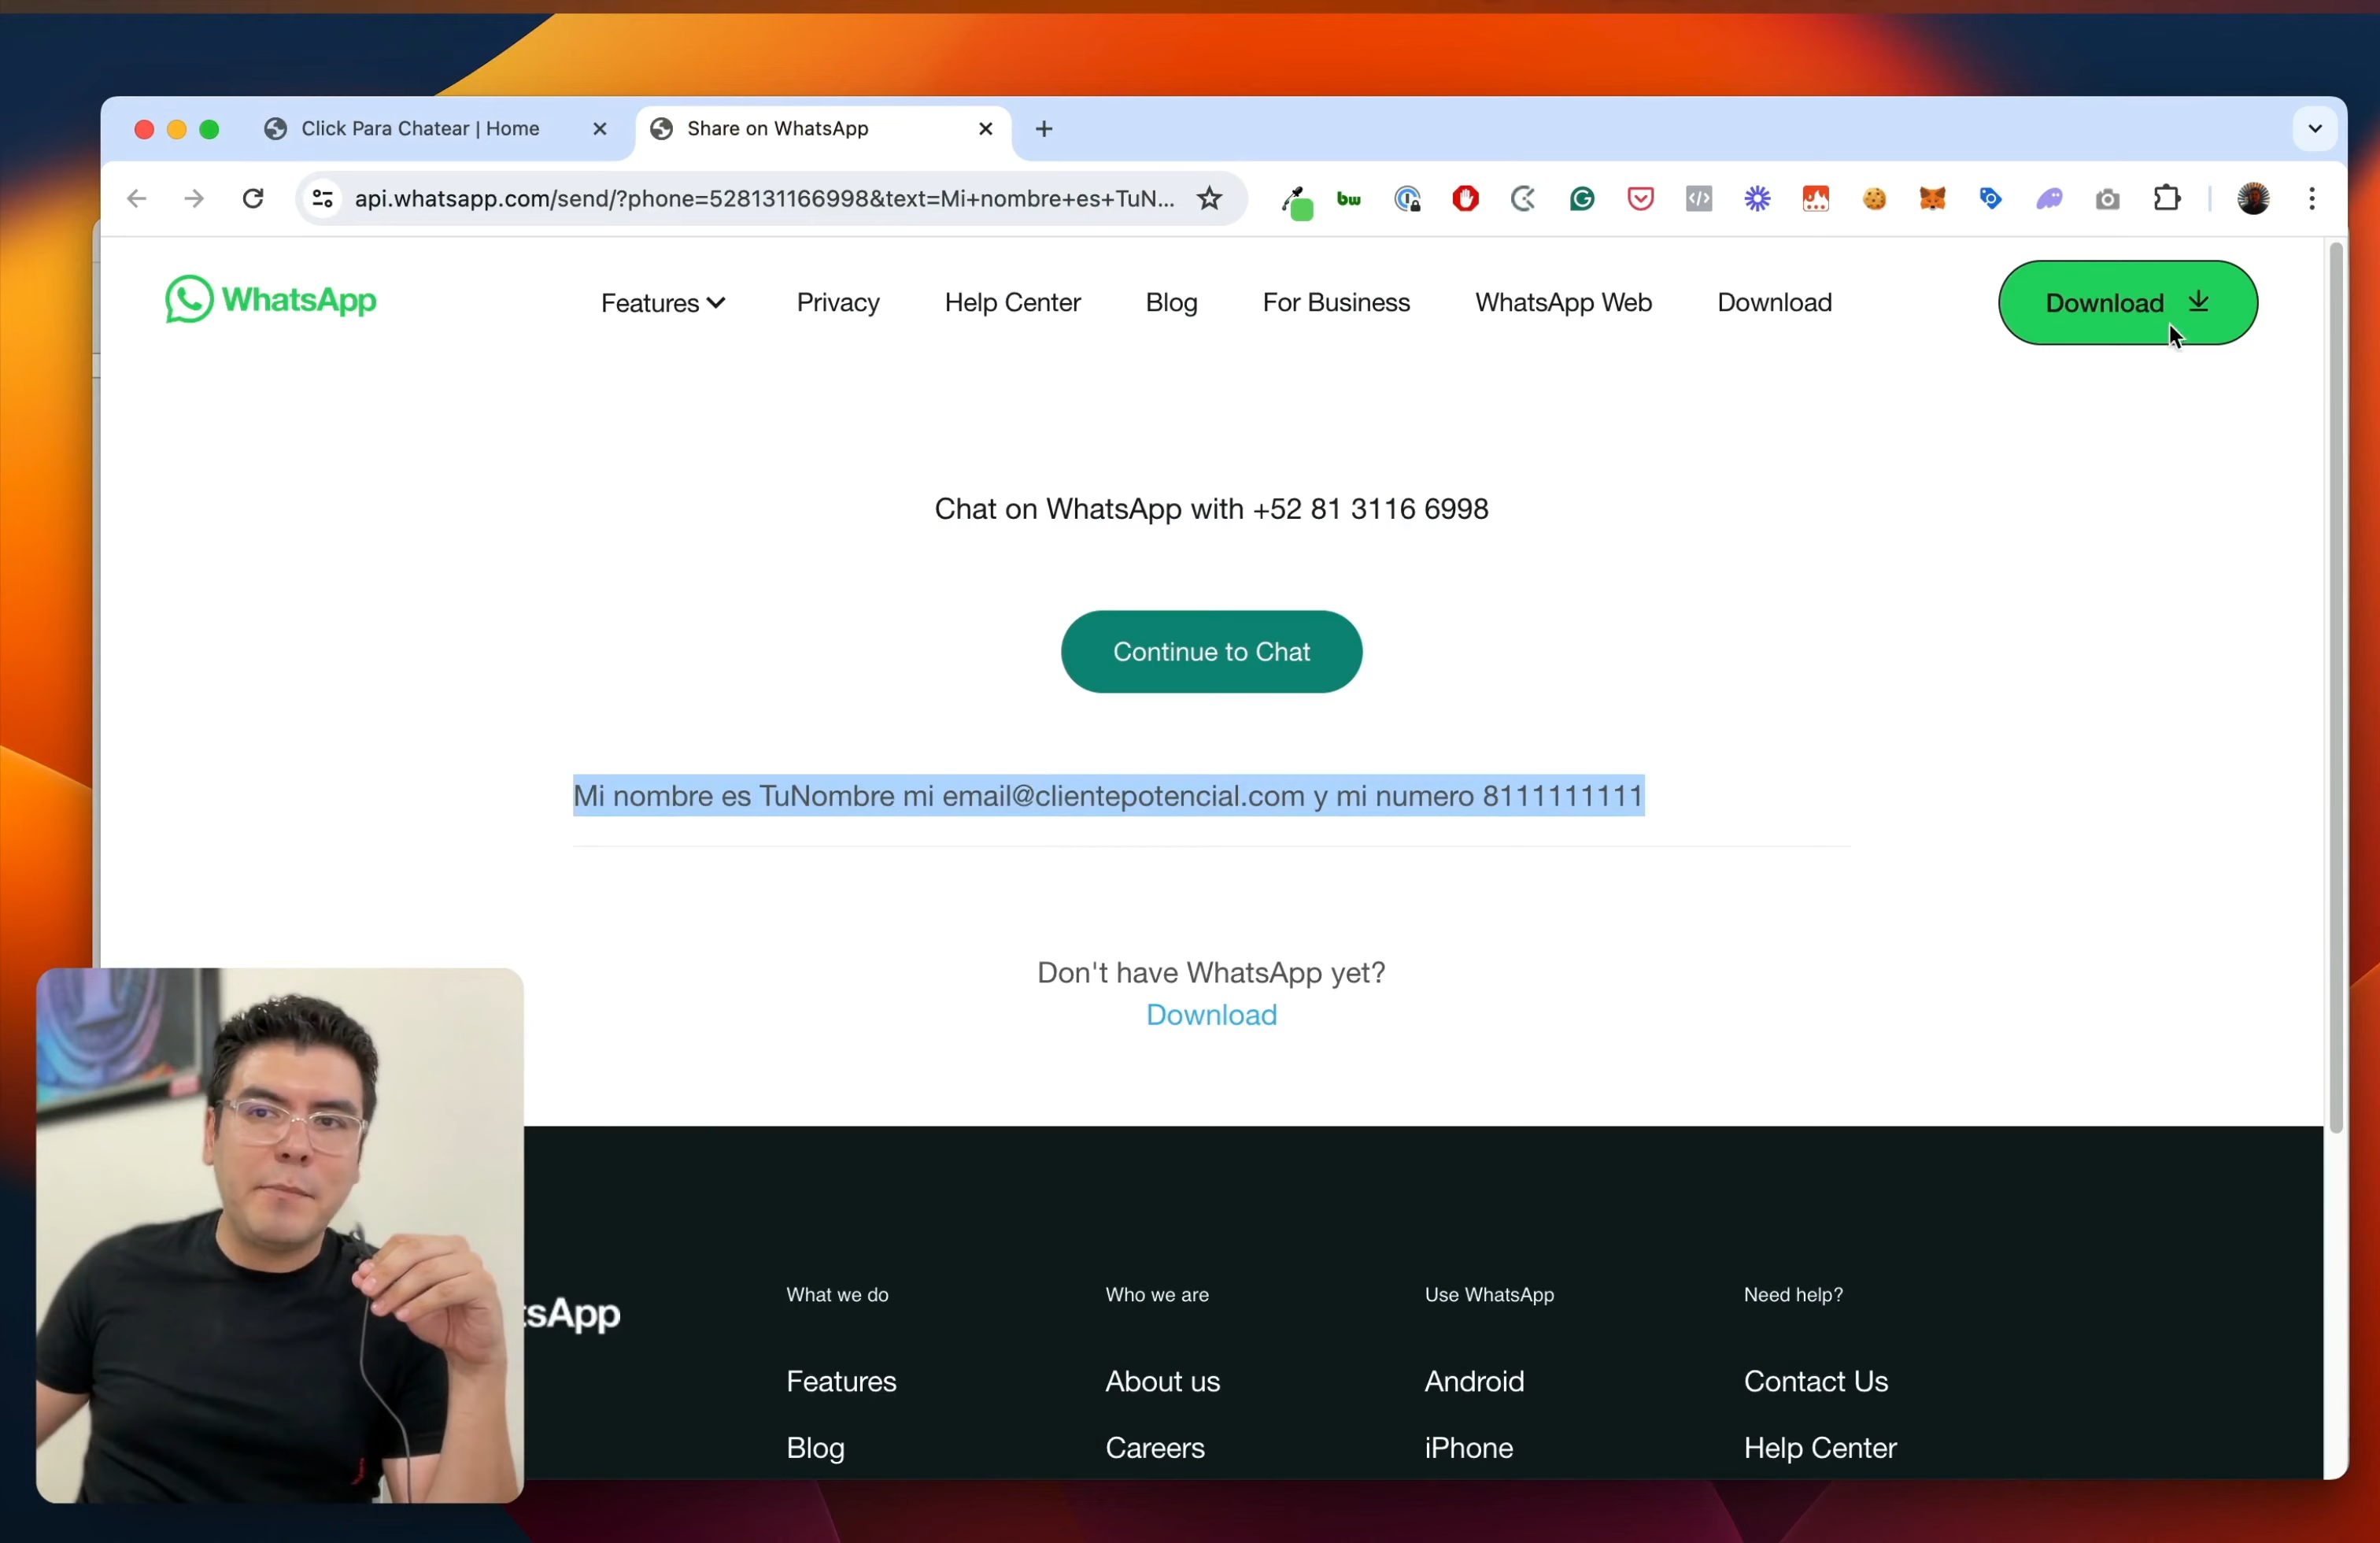 Click Para Chatear | Home
Share on WhatsApp
api.whatsapp.com/send/?phone=528131166998&text=Mi+nombre+es+TuN...
bw
WhatsApp
Features
Privacy
Help Center
Blog
For Business
WhatsApp Web
Download
Download
Chat on WhatsApp with +52 81 3116 6998
Continue to Chat
Mi nombre es TuNombre mi email@clientepotencial.com y mi numero 8111111111
Don't have WhatsApp yet?
Download
sApp
What we do
Who we are
Use WhatsApp
Need help?
Features
About us
Android
Contact Us
Blog
Careers
iPhone
Help Center